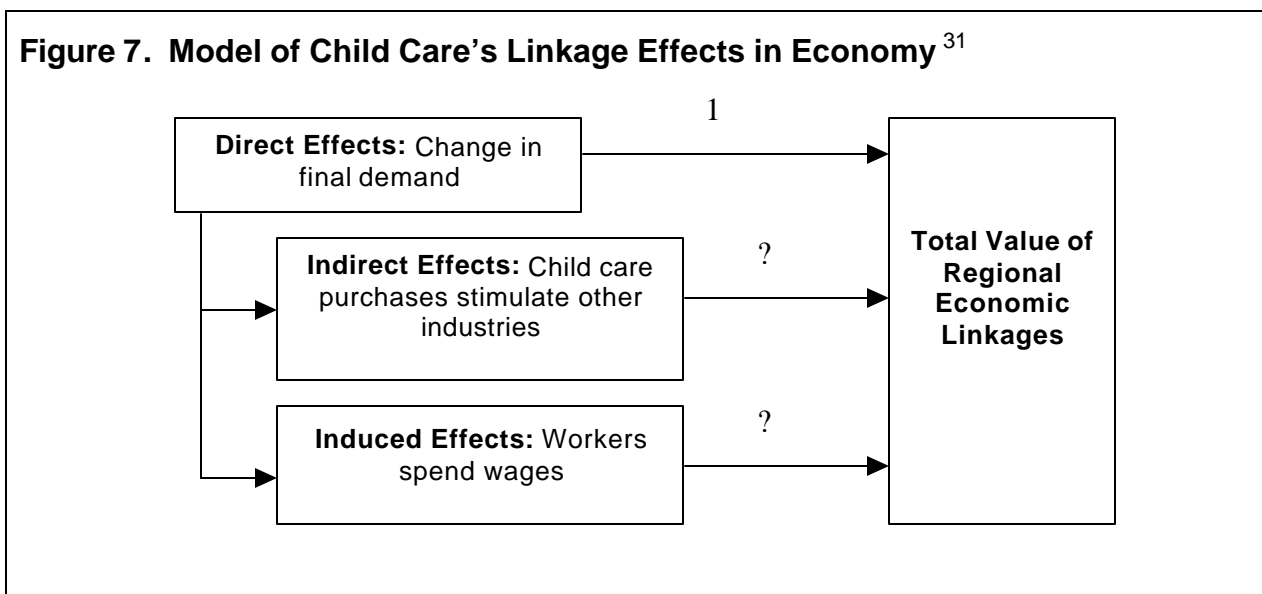 Figure 7. Model of Child Care’s Linkage Effects in Economy 31
1
Direct Effects: Change in
final demand
Indirect Effects: Child care
purchases stimulate other
industries
?
Induced Effects: Workers
spend wages
?
Total Value of
Regional
Economic
Linkages